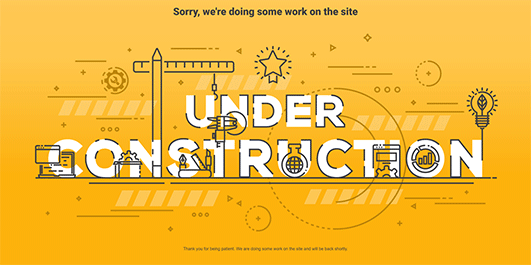 Sorry, we're doing some work on the site
UNDER
CONSTRUCTION
Thank you for being patient. We are doing some work on the site and will be back shortly.